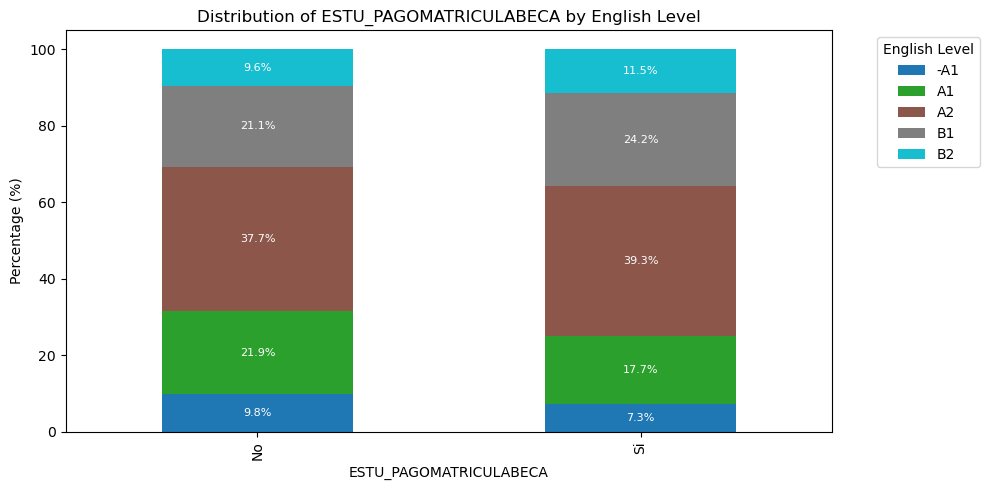 Distribution of ESTU_PAGOMATRICULABECA by English Level
Percentage (%)
100
80
60
40
20
0
9.6%
21.1%
37.7%
21.9%
9.8%
11.5%
24.2%
39.3%
17.7%
7.3%
No
Si
ESTU_PAGOMATRICULABECA
English Level
-A1
A1
A2
B1
B2